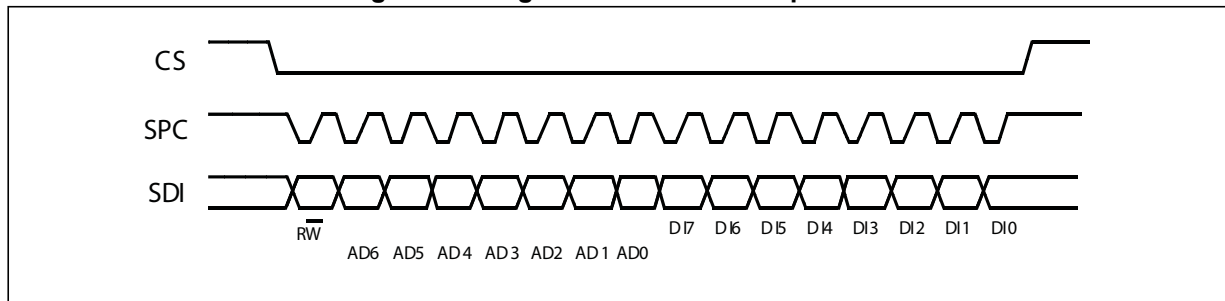 CS
SPC
SDI
RW
DI7 DI6 DI5 DI4 DI3 DI2 DI1 DI0
AD6 AD5 AD4 AD3 AD2 AD1 AD0